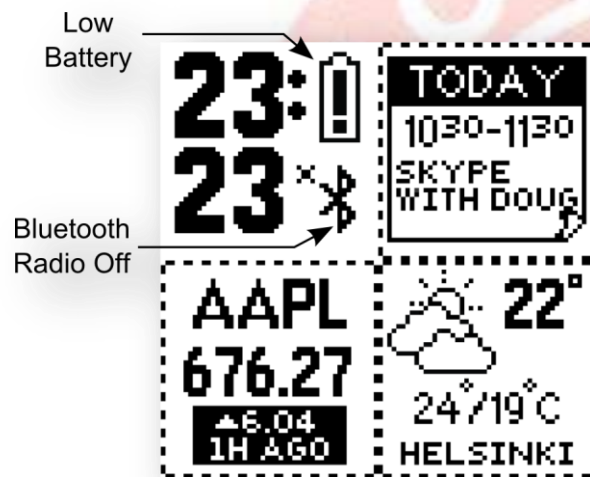 Low
Battery
23:
23
Bluetooth
Radio Off
TODAY
1030-1130
SKYPE
WITH DOUG
AAPL
676.27
▲6.04
1H AGO
22°
24°/19°C
HELSINKI